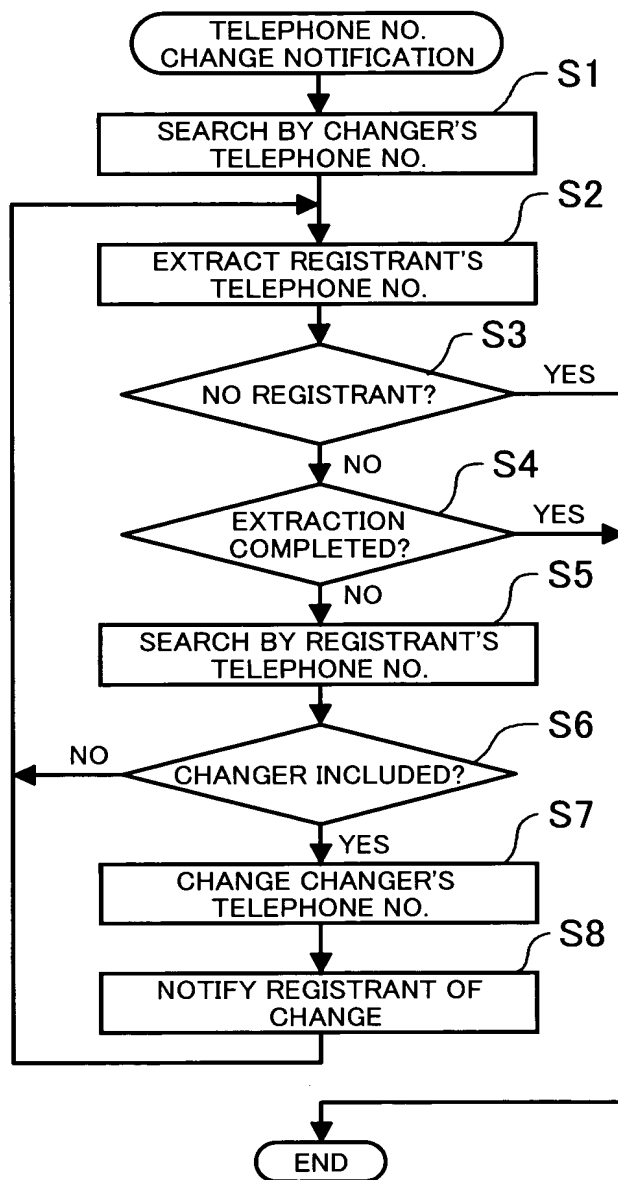 TELEPHONE NO.
CHANGE NOTIFICATION
S1
SEARCH BY CHANGER'S
TELEPHONE NO.
S2
EXTRACT REGISTRANT'S
TELEPHONE NO.
S3
NO REGISTRANT?
YES
NO
S4
EXTRACTION
COMPLETED?
YES
NO
S5
SEARCH BY REGISTRANT'S
TELEPHONE NO.
S6
NO
CHANGER INCLUDED?
YES
S7
CHANGE CHANGER'S
TELEPHONE NO.
S8
NOTIFY REGISTRANT OF
CHANGE
END